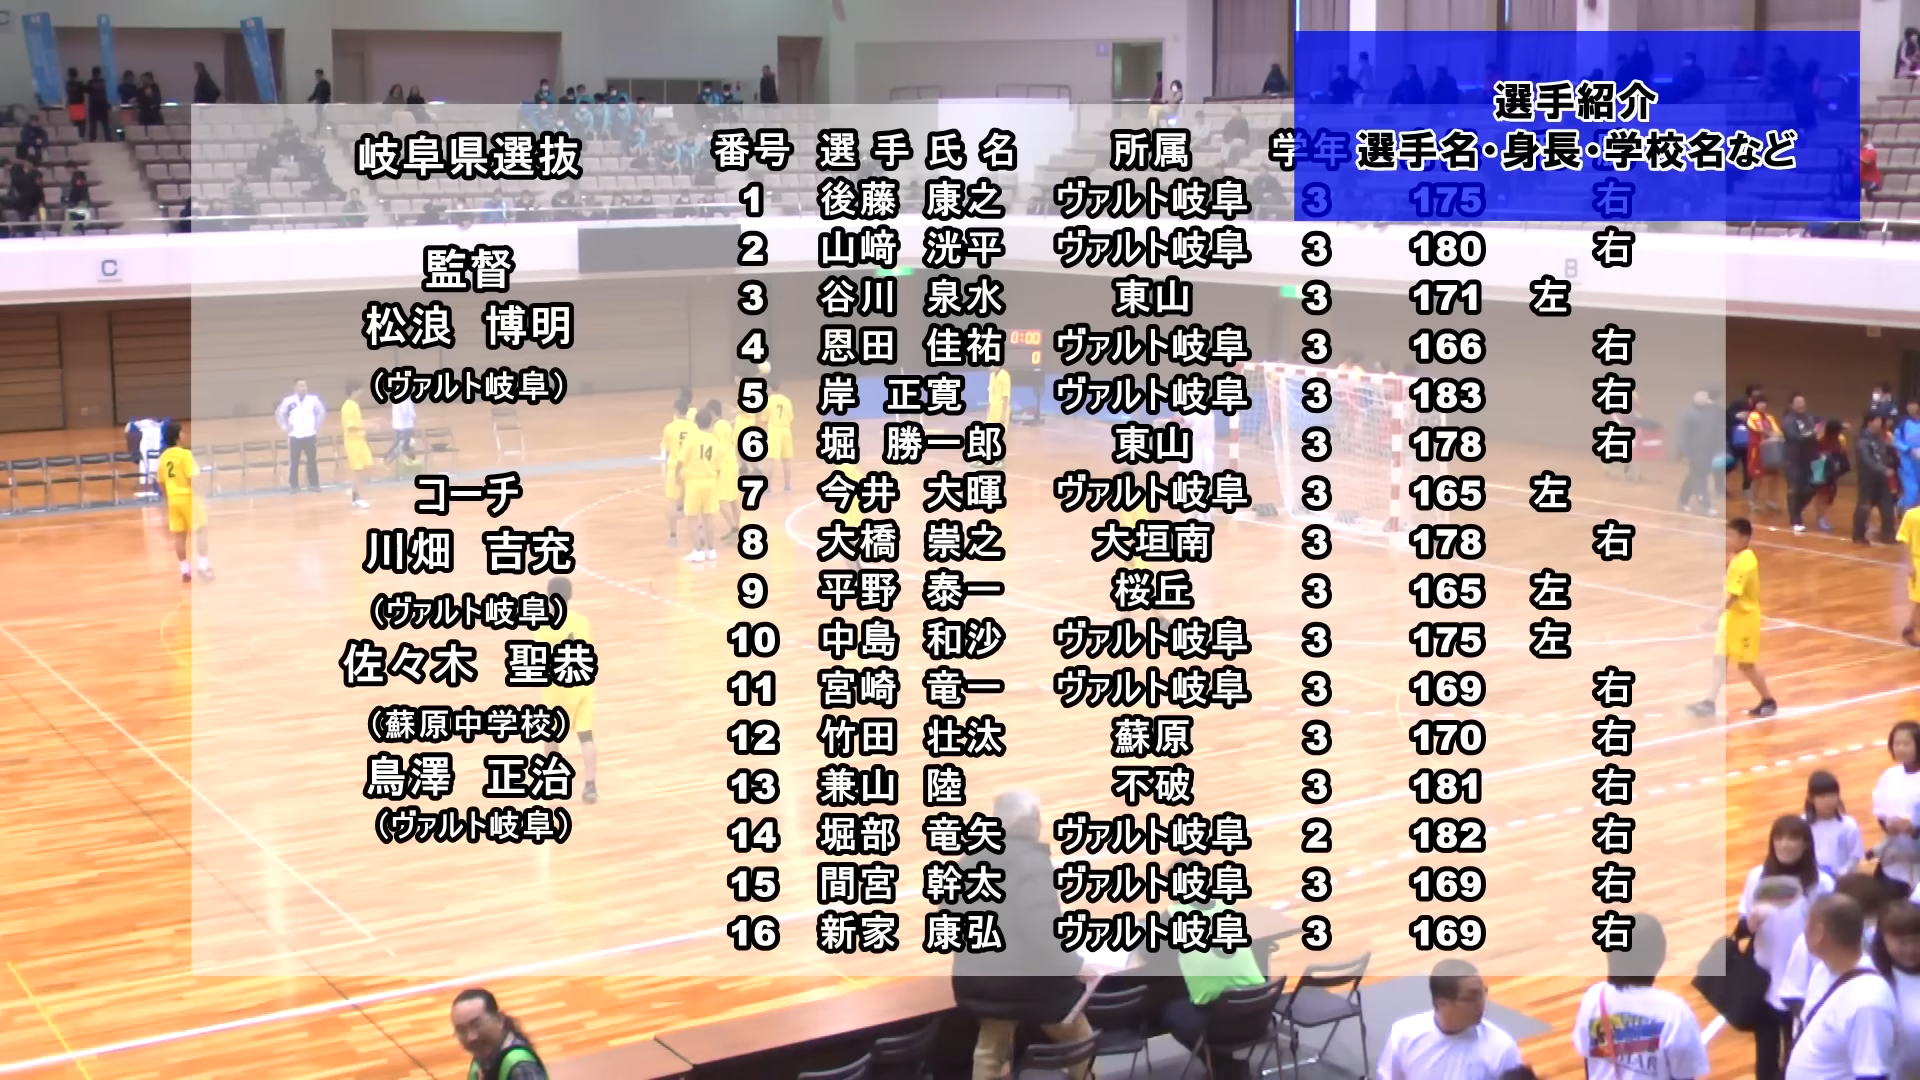 選手紹介
選手名・身長・学校名など
岐阜県選抜
監督
松浪 博明
（ヴァルト岐阜）
コーチ
川畑 吉充
（ヴァルト岐阜）
佐々木 聖恭
（蘇原中学校）
鳥澤 正治
（ヴァルト岐阜）
番号 選手氏名 所属 学年
1 後藤 康之 ヴァルト岐阜 3 175 右
2 山﨑 洸平 ヴァルト岐阜 3 180 右
3 谷川 泉水 東山 3 171 左
4 恩田 佳祐 ヴァルト岐阜 3 166 右
5 岸 正寛 ヴァルト岐阜 3 183 右
6 堀 勝一郎 東山 3 178 右
7 今井 大暉 ヴァルト岐阜 3 165 左
8 大橋 崇之 大垣南 3 178 右
9 平野 泰一 桜丘 3 165 左
10 中島 和沙 ヴァルト岐阜 3 175 左
11 宮崎 竜一 ヴァルト岐阜 3 169 右
12 竹田 壮汰 蘇原 3 170 右
13 兼山 陸 不破 3 181 右
14 堀部 竜矢 ヴァルト岐阜 2 182 右
15 間宮 幹太 ヴァルト岐阜 3 169 右
16 新家 康弘 ヴァルト岐阜 3 169 右
C
B
0:00
0
2
14
7